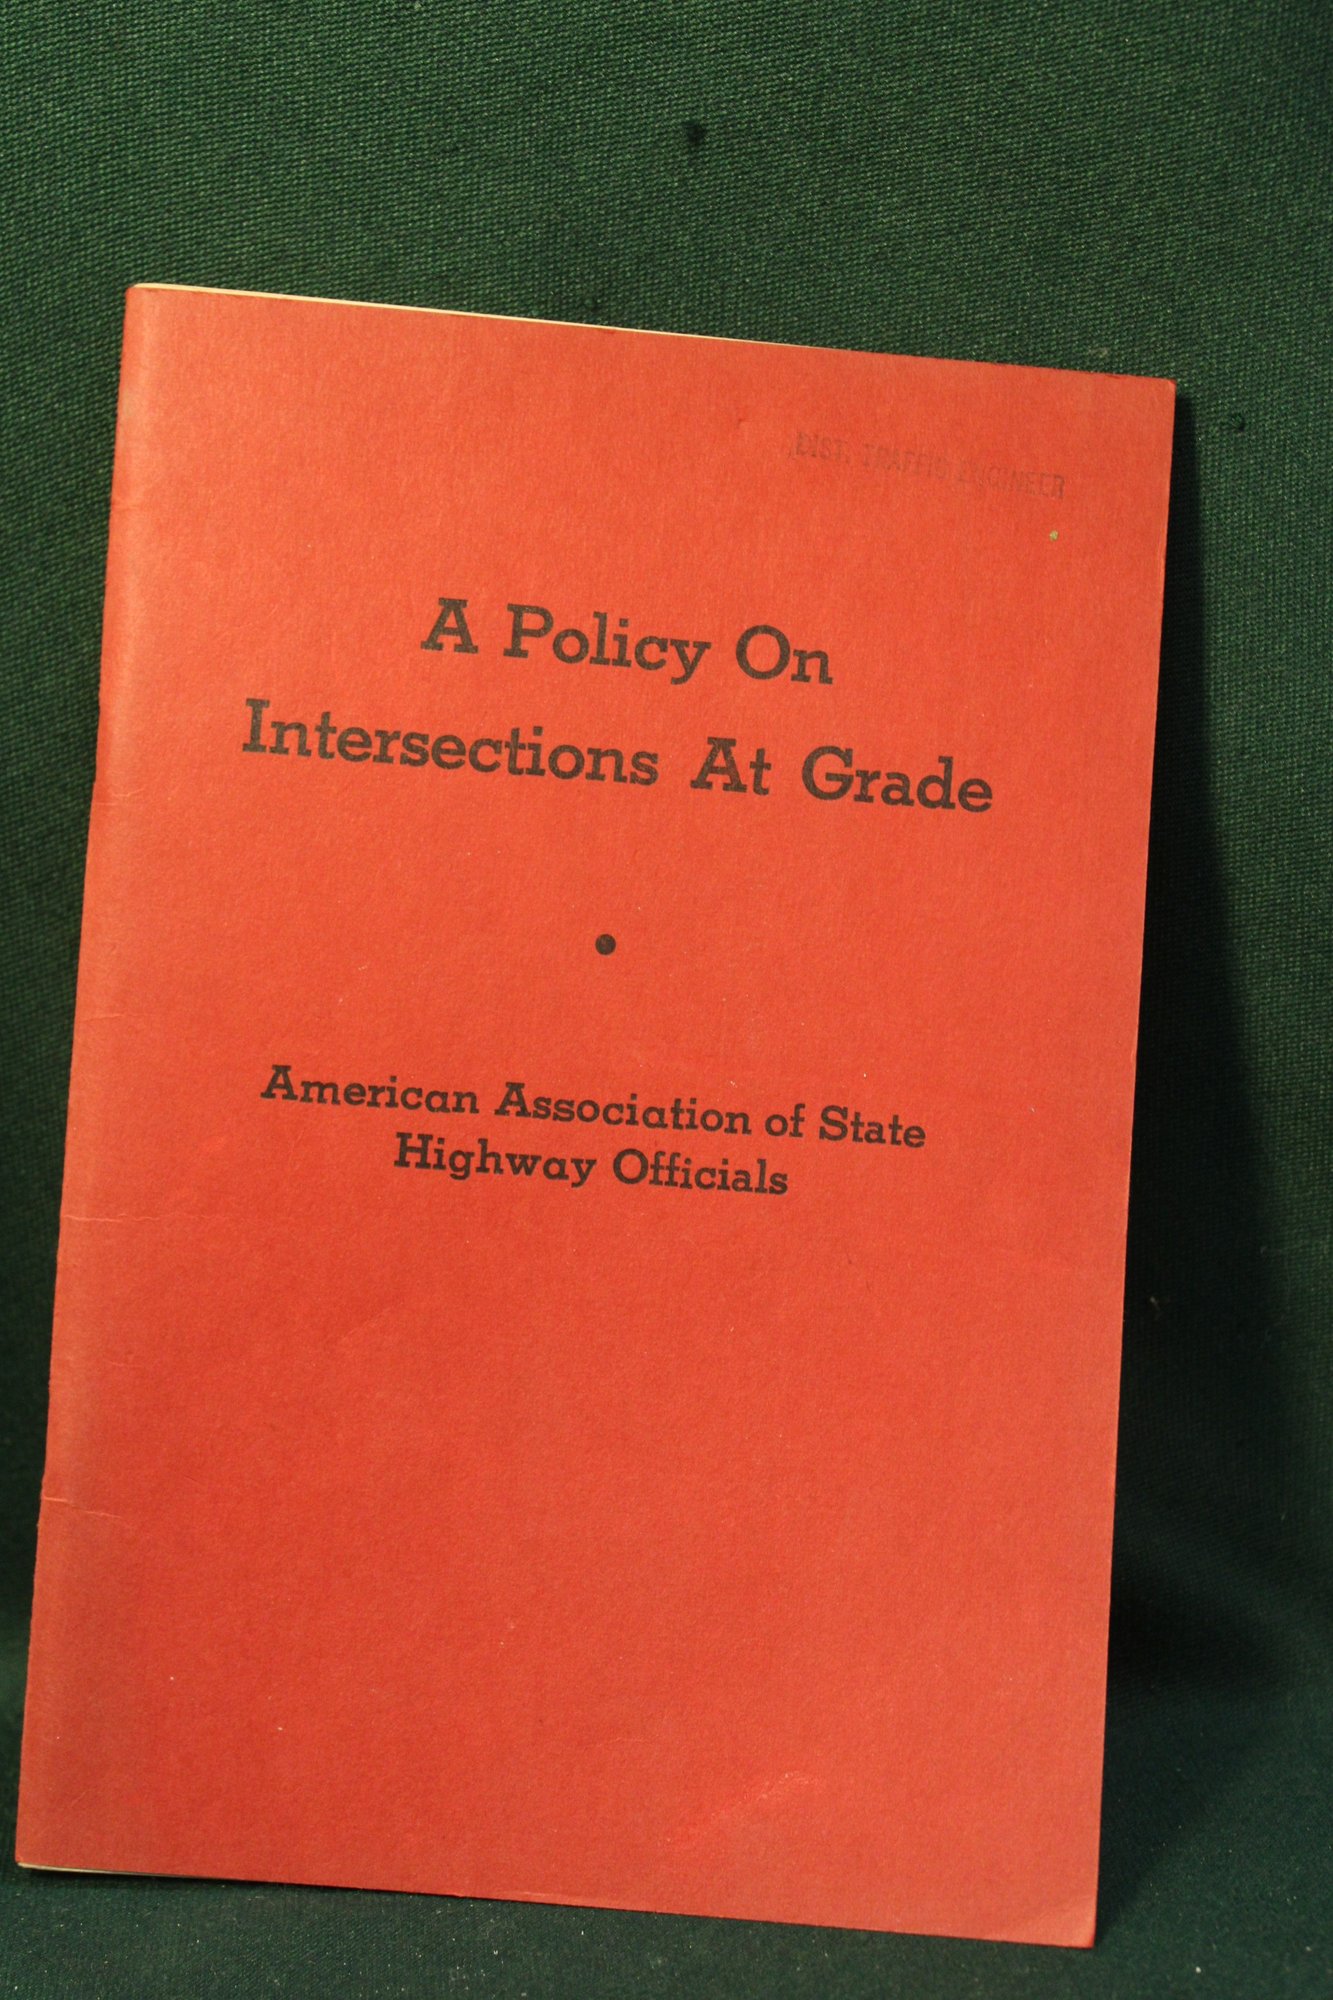 DIST. TRAFFIC ENGINEER
A Policy On
Intersections At Grade
American Association of State
Highway Officials